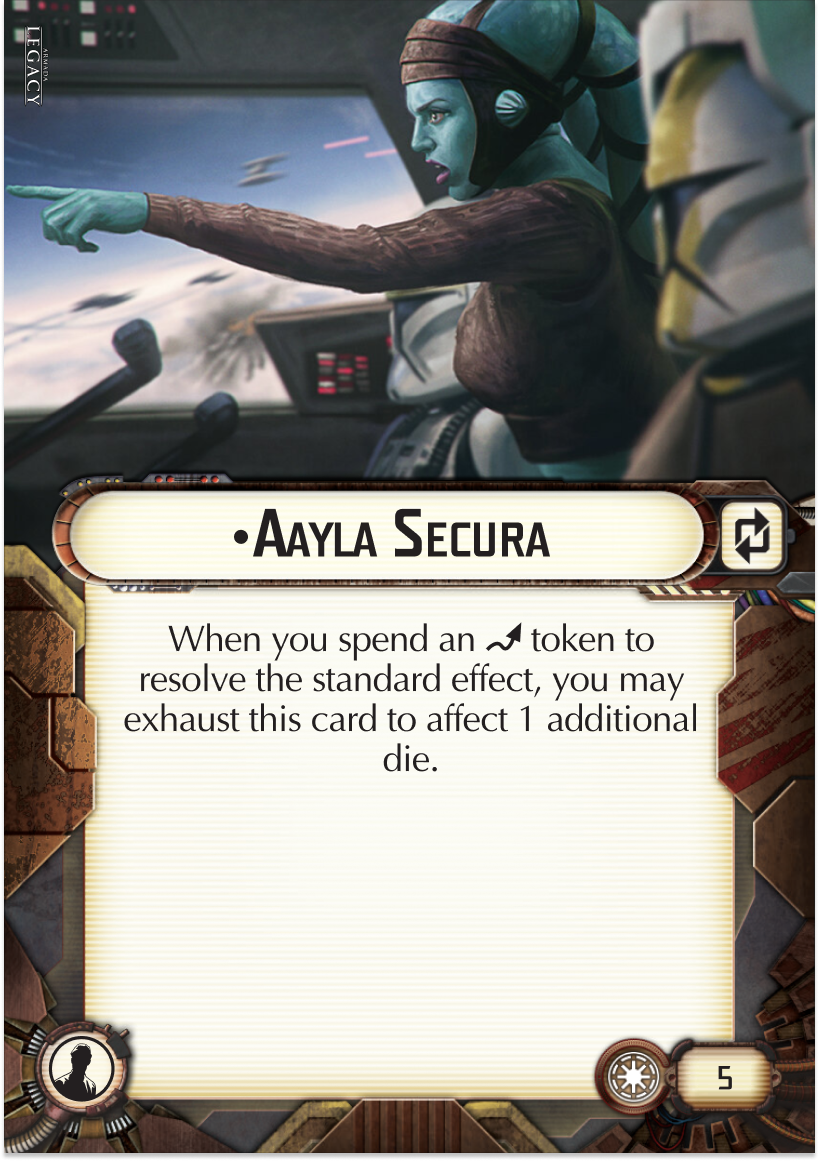 ARMADA
LEGACY
•Aayla Secura
When you spend an token to
resolve the standard effect, you may
exhaust this card to affect 1 additional
die.
5